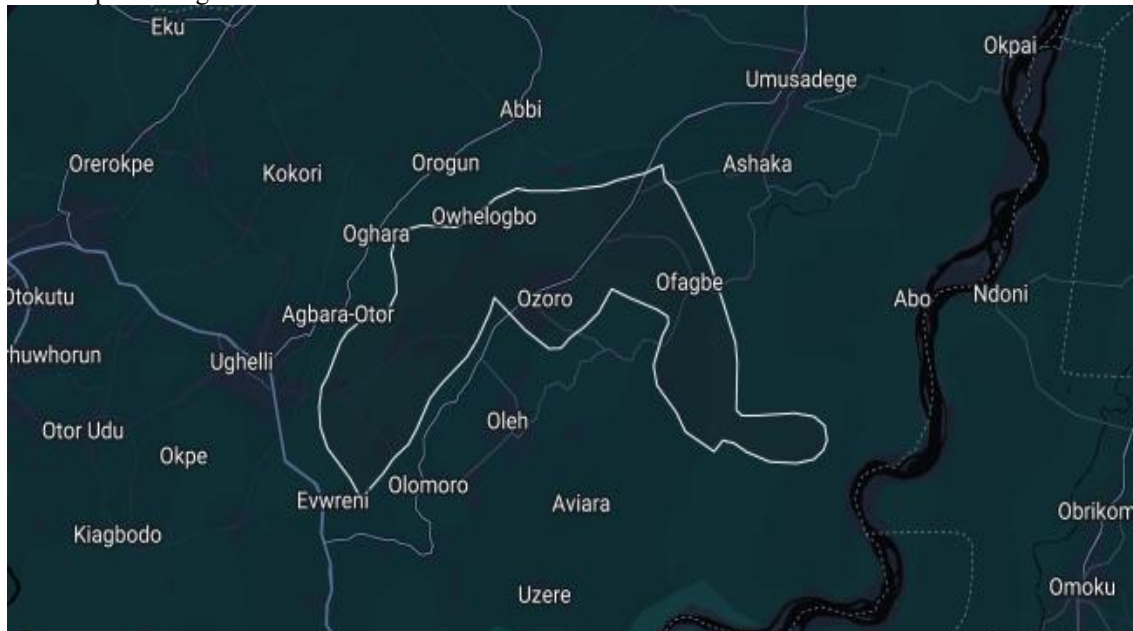 Eku
Okpai
Umusadege
Abbi
Orerokpe
Kokori
Orogun
Ashaka
Oghara
Owhelogbo
Otokutu
Agbara-Otor
Ozoro
Ofagbe
Abo
Ndoni
rhuwhorun
Ughelli
Otor Udu
Okpe
Oleh
Evwreni
Olomoro
Aviara
Kiagbodo
Obrikom
Uzere
Omoku